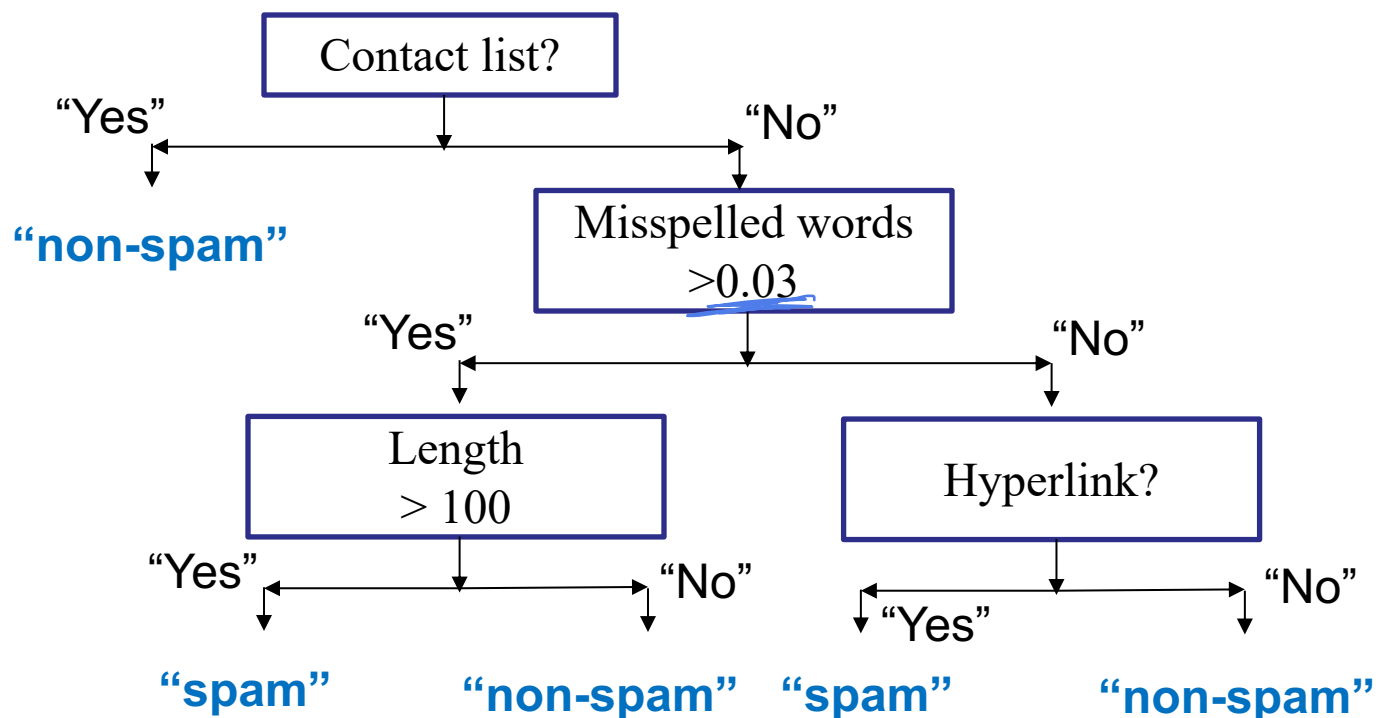 Contact list?
“Yes”
“No”
“non-spam”
Misspelled words
>0.03
“Yes”
“No”
Length
> 100
Hyperlink?
“Yes”
“No”
“Yes”
“No”
“spam”
“non-spam”
“spam”
“non-spam”